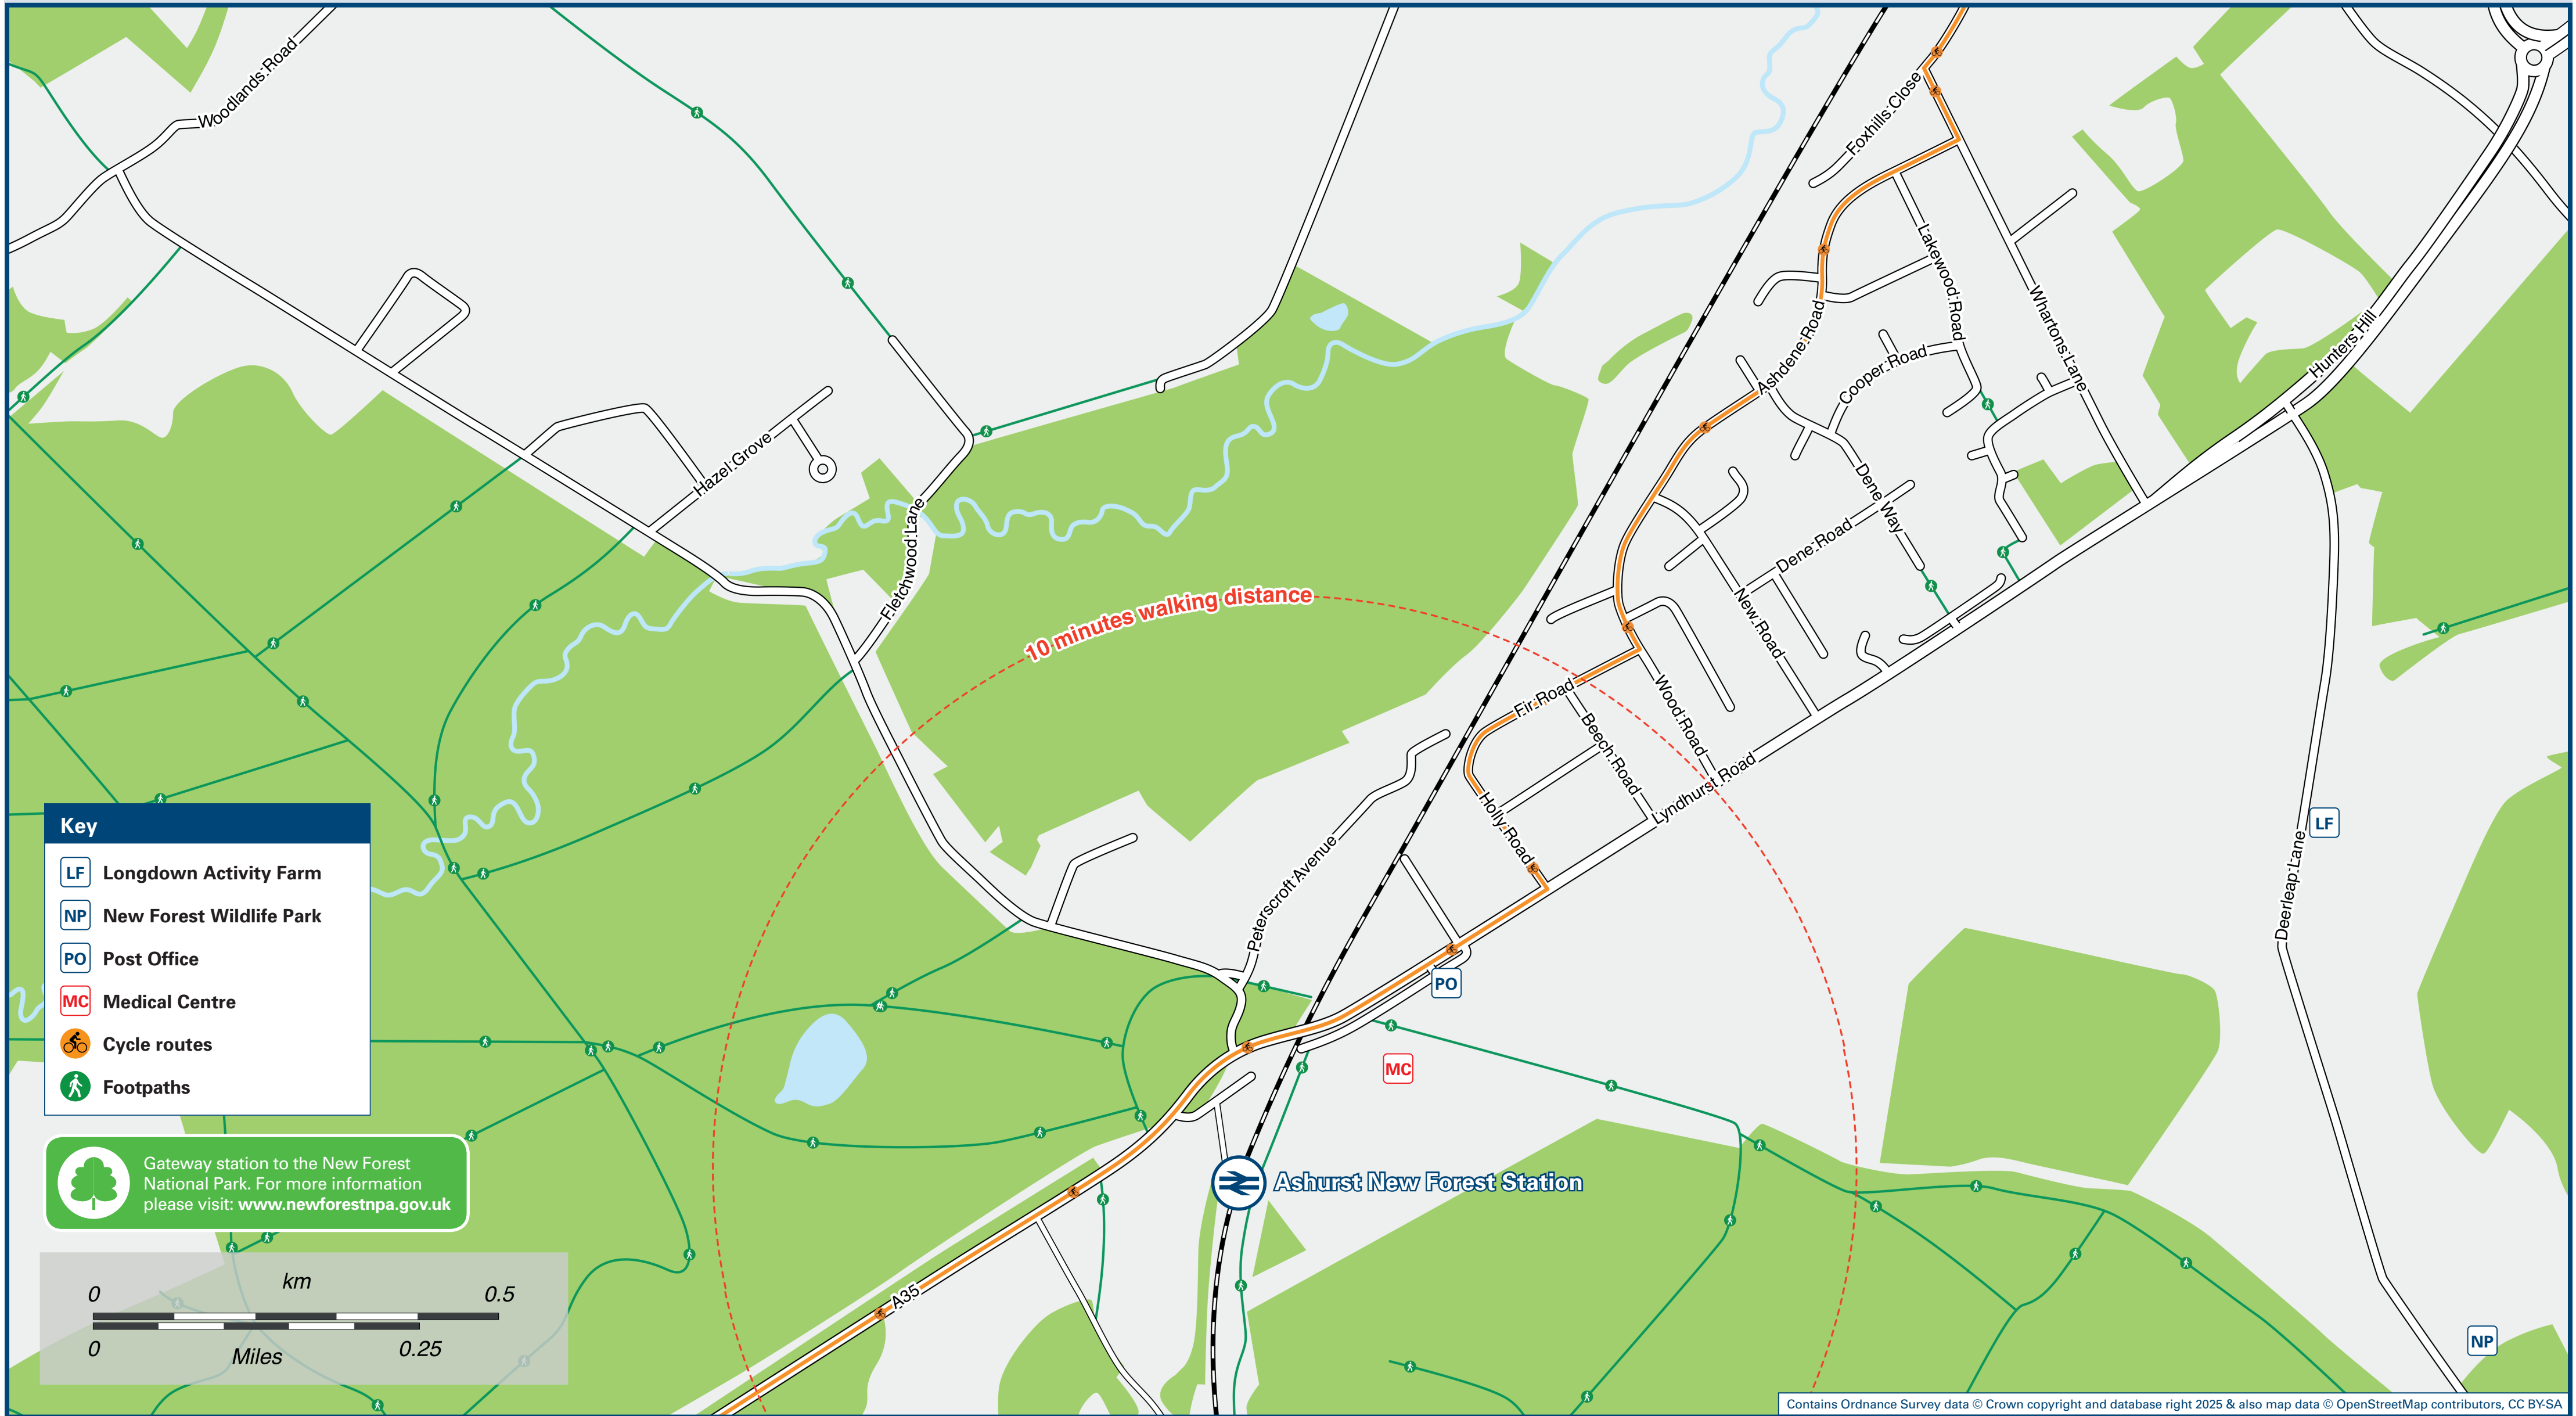 Woodlands Road
Foxhills Close
Lakewood Road
Whartons Lane
Hunters Hill
Ashdene Road
Cooper Road
Hazel Grove
Fletchwood Lane
Dene Way
Dene Road
New Road
10 minutes walking distance
Fir Road
Wood Road
Beech Road
Lyndhurst Road
Holly Road
Peterscroft Avenue
Deerleap Lane
LF
PO
MC
NP
Ashurst New Forest Station
A35
Key
LF Longdown Activity Farm
NP New Forest Wildlife Park
PO Post Office
MC Medical Centre
Cycle routes
Footpaths
Gateway station to the New Forest
National Park. For more information
please visit: www.newforestnpa.gov.uk
0 km 0.5
0 Miles 0.25
Contains Ordnance Survey data © Crown copyright and database right 2025 & also map data © OpenStreetMap contributors, CC BY-SA